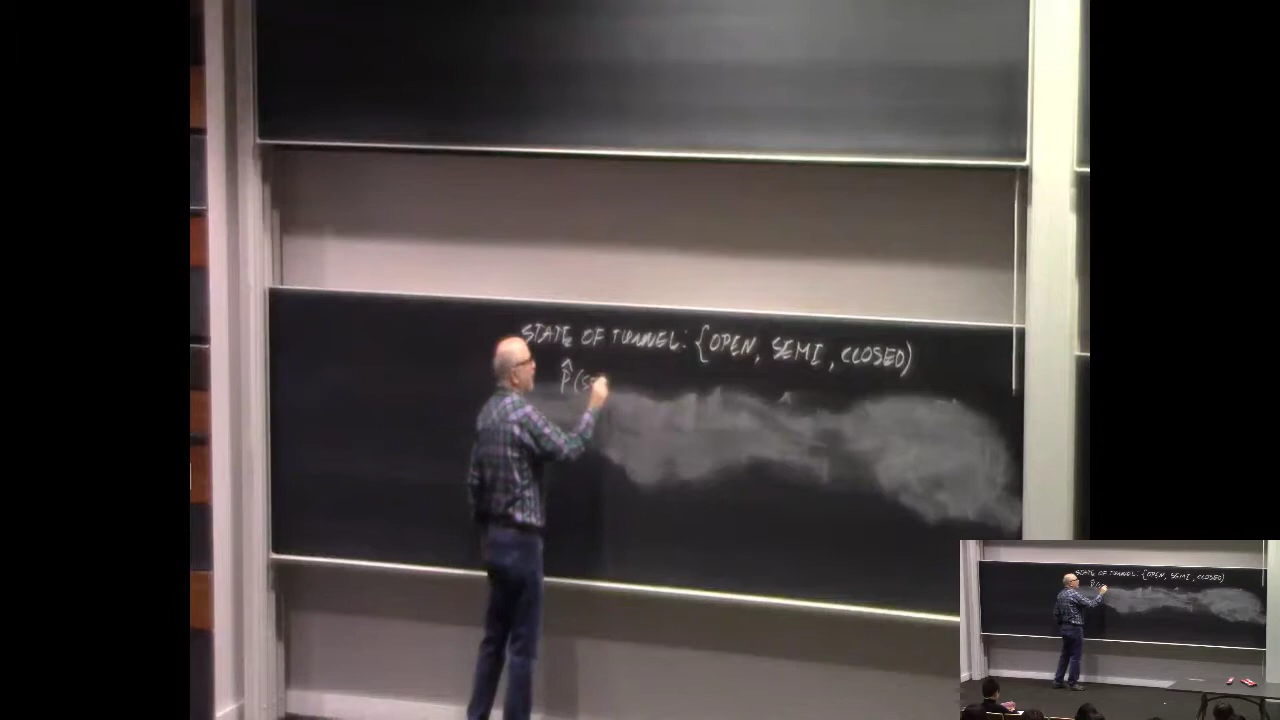 STATE OF TUNNEL: {OPEN, SEMI, CLOSED)
P̂(S